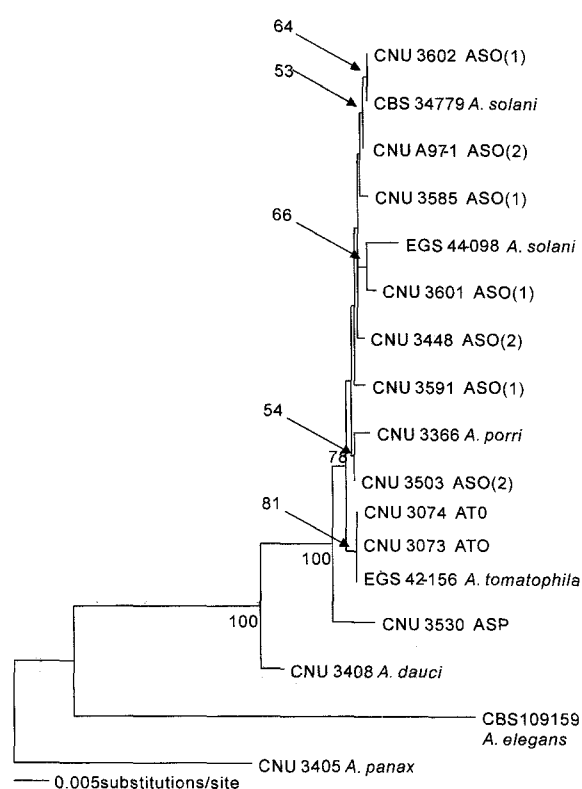 64
CNU 3602 ASO(1)
53
CBS 34779 A. solani
CNU A97-1 ASO(2)
CNU 3585 ASO(1)
66
EGS 44-098 A. solani
CNU 3601 ASO(1)
CNU 3448 ASO(2)
CNU 3591 ASO(1)
54
CNU 3366 A. porri
78
CNU 3503 ASO(2)
81
CNU 3074 AT0
CNU 3073 ATO
100
EGS 42-156 A. tomatophila
100
CNU 3530 ASP
CNU 3408 A. dauci
CBS109159
A. elegans
CNU 3405 A. panax
0.005substitutions/site